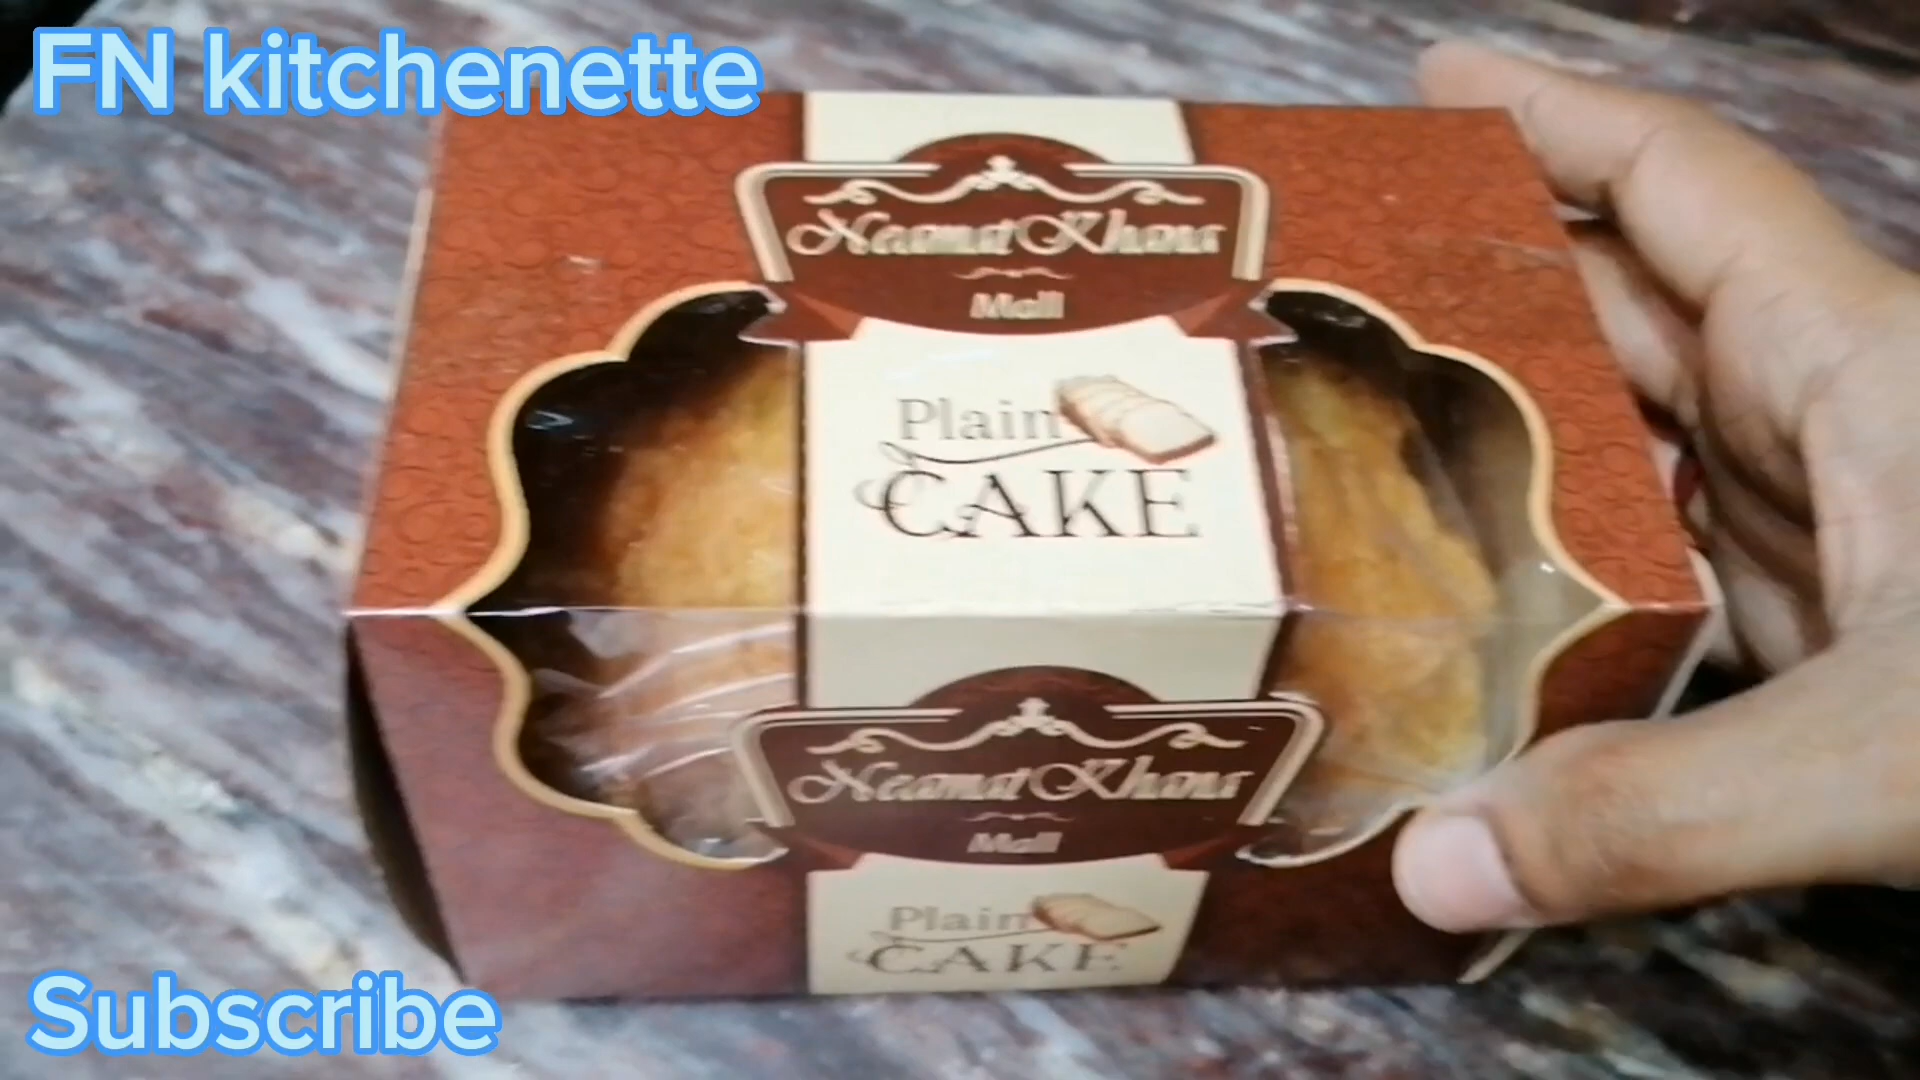 FN kitchenette
Neamat Khana
Mall
Plain
CAKE
Neamat Khana
Mall
Plain
CAKE
Subscribe